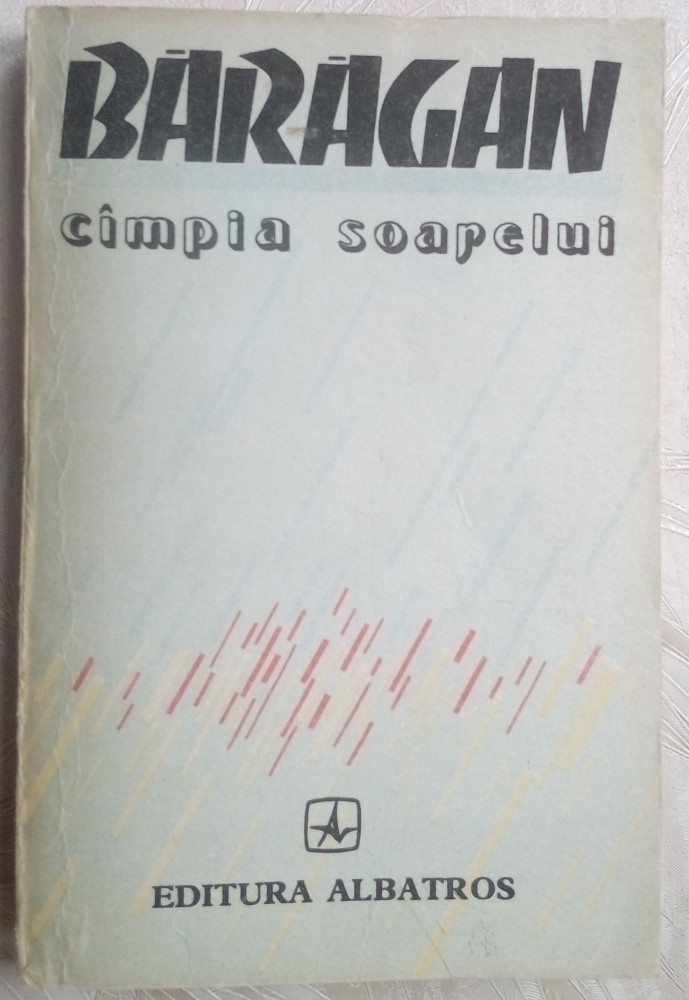 BĂRĂGAN
cîmpia soarelui
EDITURA ALBATROS